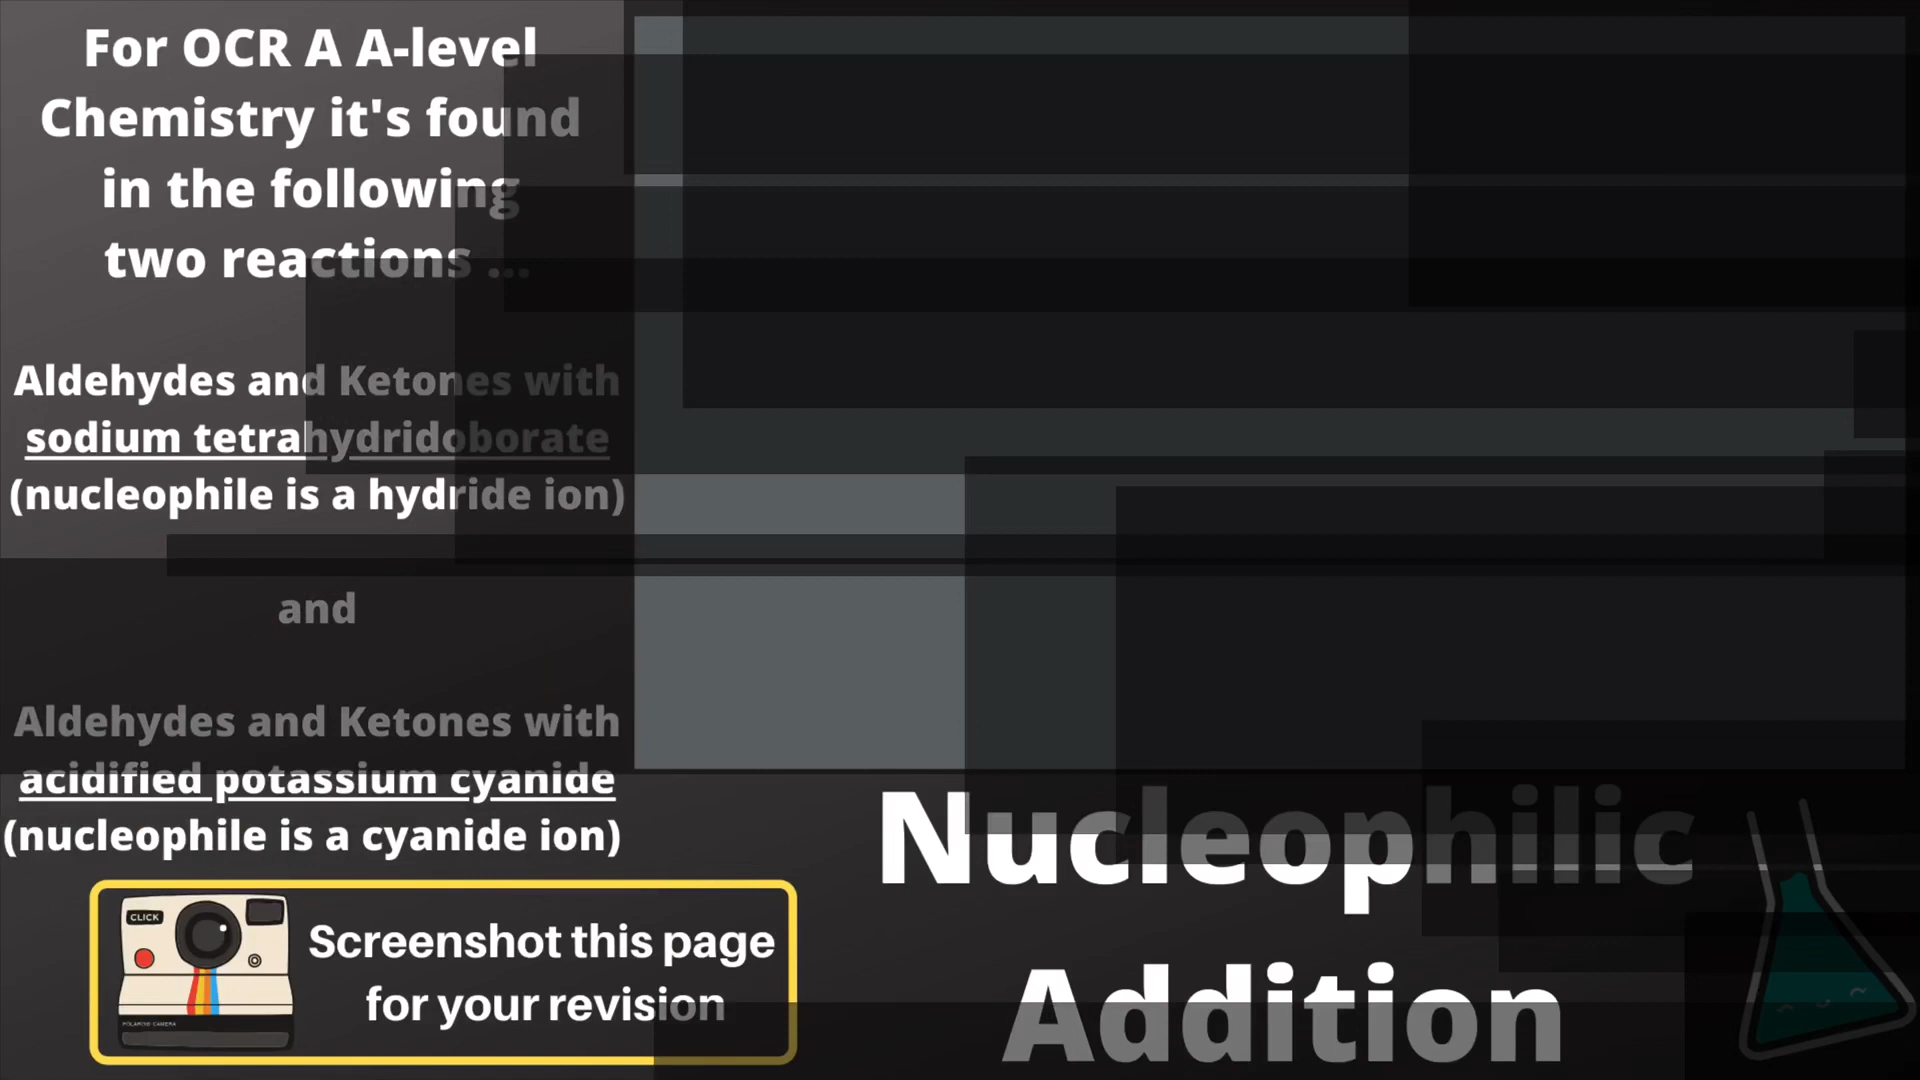 For OCR A A-level
Chemistry it's found
in the following
two reactions ...
Aldehydes and Ketones with
sodium tetrahydridoborate
(nucleophile is a hydride ion)
and
Aldehydes and Ketones with
acidified potassium cyanide
(nucleophile is a cyanide ion)
CLICK
POLAROID CAMERA
Screenshot this page
for your revision
Nucleophilic
Addition